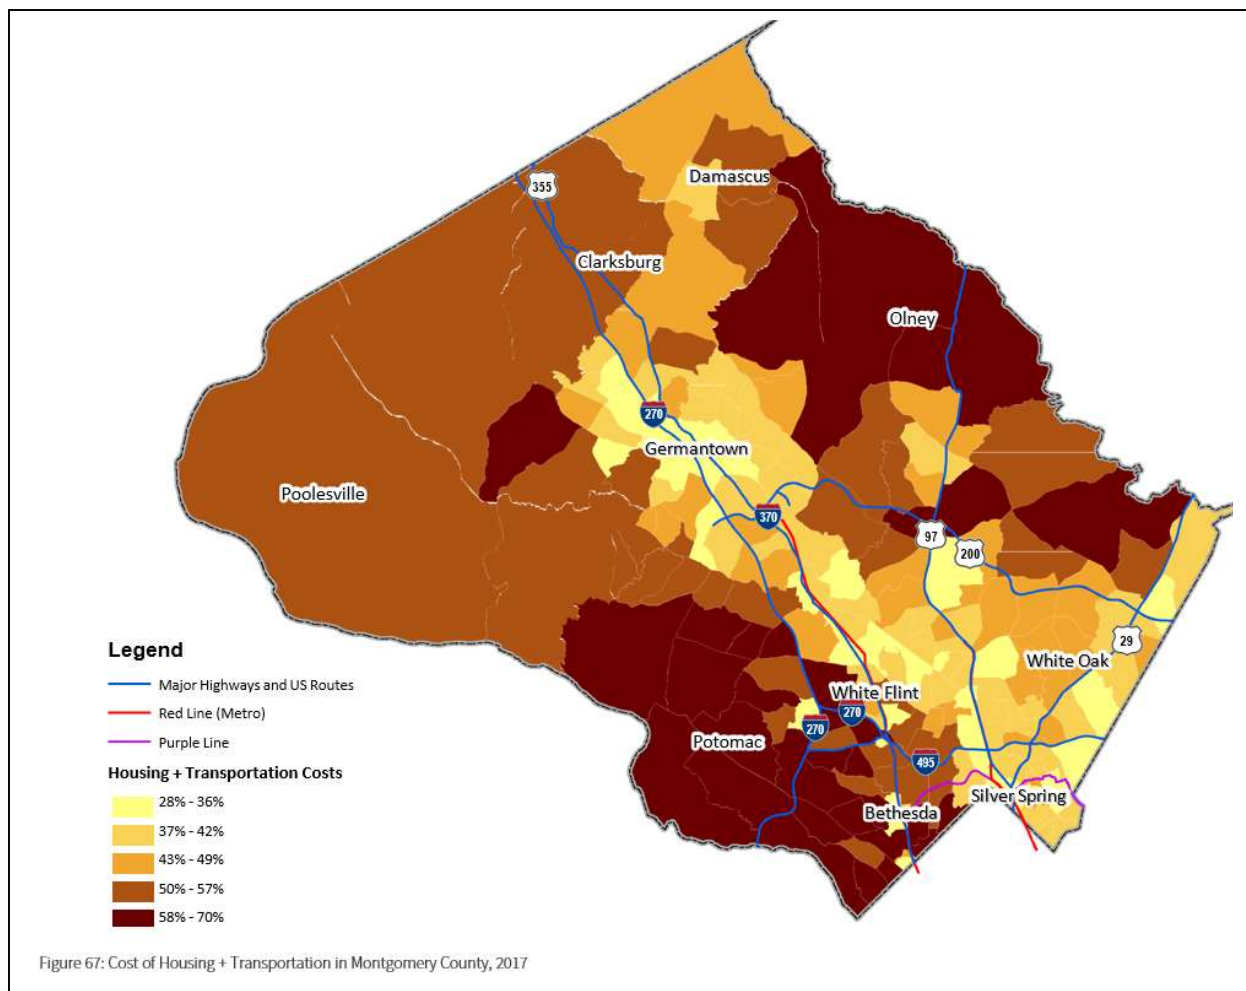 355
Damascus
Clarksburg
Olney
270
Germantown
Poolesville
370
97
200
29
White Oak
White Flint
270
270
Potomac
495
Silver Spring
Bethesda
Legend
Major Highways and US Routes
Red Line (Metro)
Purple Line
Housing + Transportation Costs
28% - 36%
37% - 42%
43% - 49%
50% - 57%
58% - 70%
Figure 67: Cost of Housing + Transportation in Montgomery County, 2017